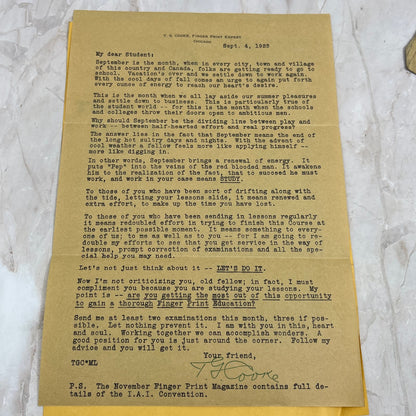 T. G. COOKE, FINGER PRINT EXPERT
CHICAGO
Sept. 4, 1925
My dear Student:
September is the month, when in every city, town and village
of this country and Canada, folks are getting ready to go to
school. Vacation's over and we settle down to work again.
With the cool days of fall comes an urge to again put forth
every ounce of energy to reach our heart's desire.
This is the month when we all lay aside our summer pleasures
and settle down to business. This is particularly true of
the student world -- for this is the month when the schools
and colleges throw their doors open to ambitious men.
Why should September be the dividing line between play and
work -- between half-hearted effort and real progress?
The answer lies in the fact that September means the end of
the long hot sultry days and nights. With the advent of
cool weather a fellow feels more like applying himself --
more like digging in.
In other words, September brings a renewal of energy. It
puts "Pep" into the veins of the red blooded man. It awakens
him to the realization of the fact, that to succeed he must
work, and work in your case means STUDY.
To those of you who have been sort of drifting along with
the tide, letting your lessons slide, it means renewed and
extra effort, to make up the time you have lost.
To those of you who have been sending in lessons regularly
it means redoubled effort in trying to finish this Course at
the earliest possible moment. It means something to every-
one of us; to me as well as to you -- for I am going to re-
double my efforts to see that you get service in the way of
lessons, prompt correction of examinations and all the spe-
cial help you may need.
Let's not just think about it -- LET'S DO IT.
Now I'm not criticizing you, old fellow; in fact, I must
compliment you because you are studying your lessons. My
point is -- are you getting the most out of this opportunity
to gain a thorough Finger Print Education?
Send me at least two examinations this month, three if pos-
sible. Let nothing prevent it. I am with you in this, heart
and soul. Working together we can accomplish wonders. A
good position for you is just around the corner. Follow my
advice and you will get it.
Your friend,
TGC*ML
T G Cooke
P.S. The November Finger Print Magazine contains full de-
tails of the I.A.I. Convention.